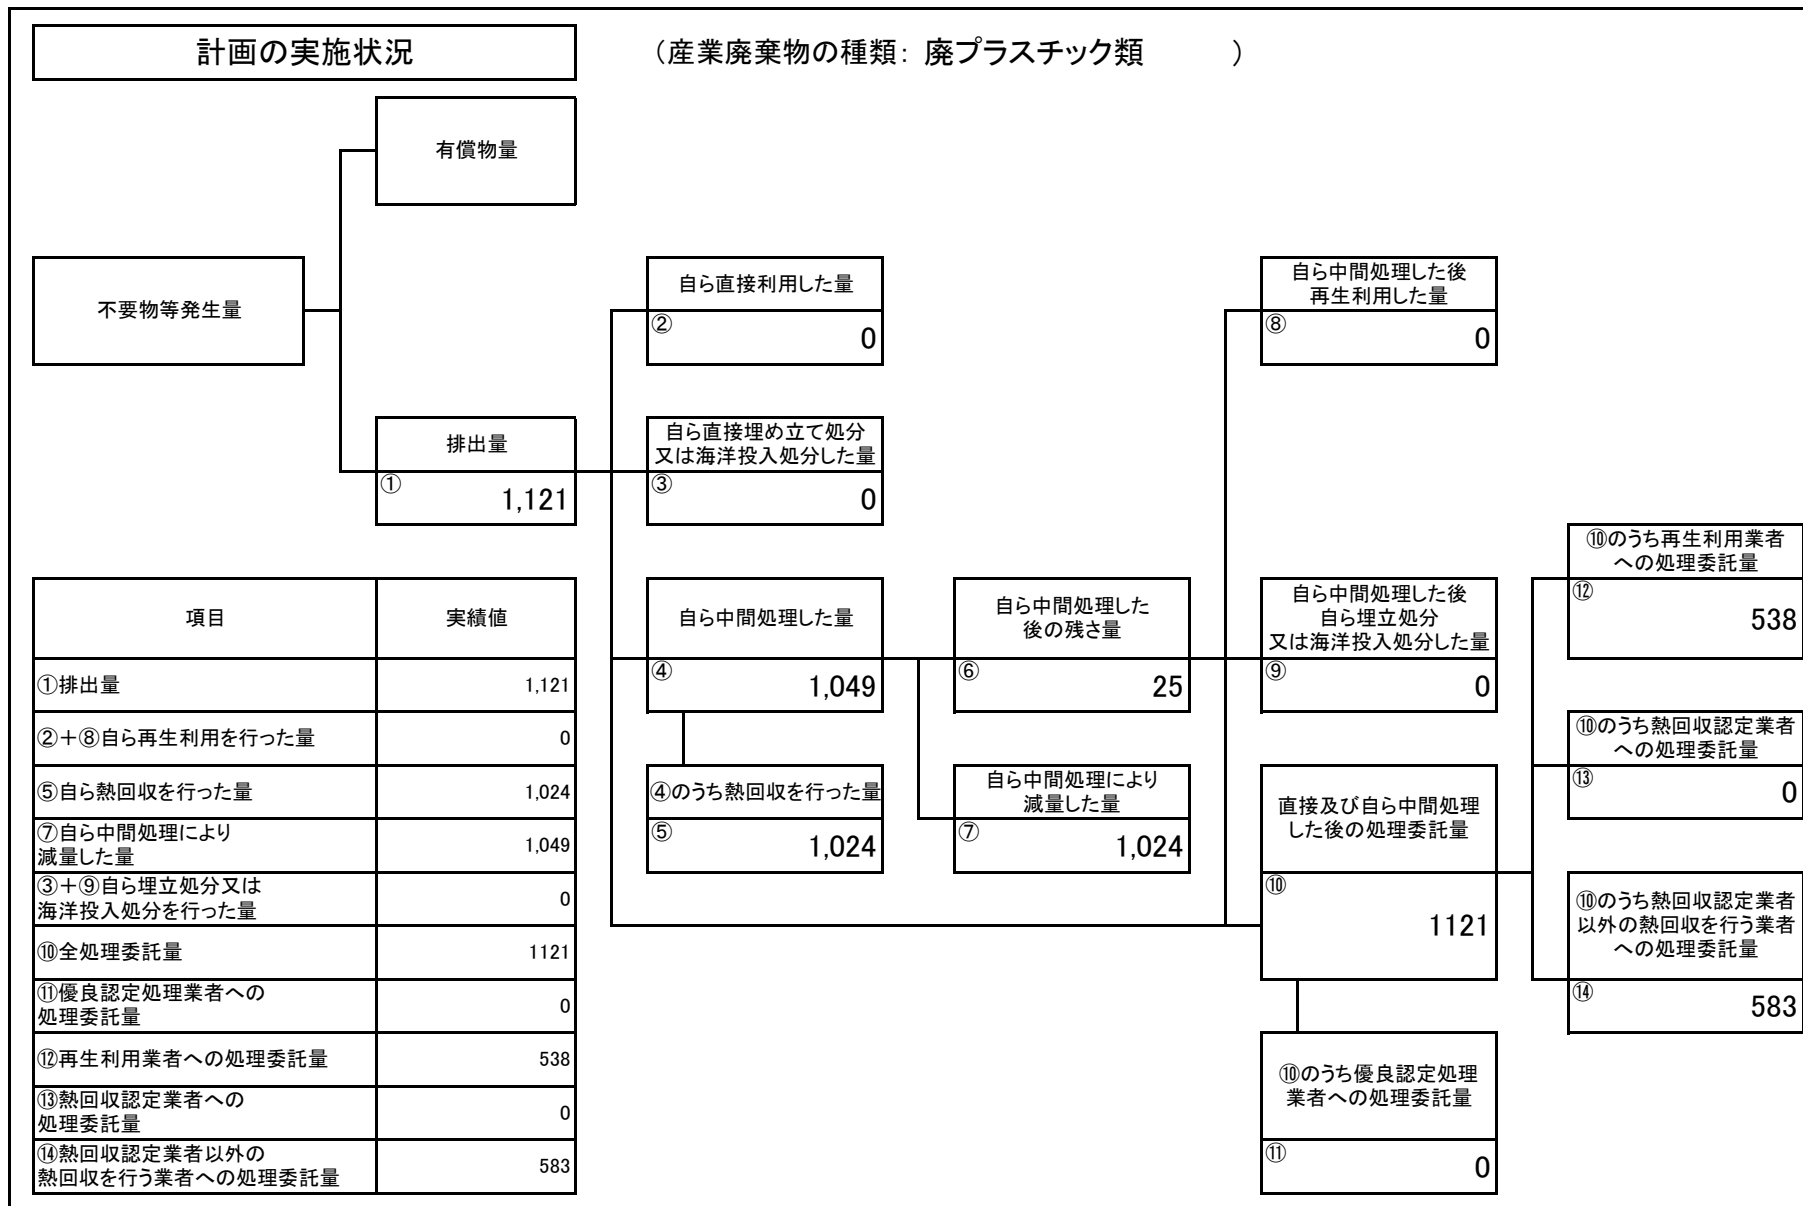 計画の実施状況
（産業廃棄物の種類： 廃プラスチック類 ）
有償物量
不要物等発生量
自ら直接利用した量
②
0
自ら中間処理した後
再生利用した量
⑧
0
排出量
①
1,121
自ら直接埋め立て処分
又は海洋投入処分した量
③
0
⑩のうち再生利用業者
への処理委託量
⑫
538
自ら中間処理した量
④
1,049
自ら中間処理した
後の残さ量
⑥
25
自ら中間処理した後
自ら埋立処分
又は海洋投入処分した量
⑨
0
⑩のうち熱回収認定業者
への処理委託量
⑬
0
④のうち熱回収を行った量
⑤
1,024
自ら中間処理により
減量した量
⑦
1,024
直接及び自ら中間処理
した後の処理委託量
⑩
1121
⑩のうち熱回収認定業者
以外の熱回収を行う業者
への処理委託量
⑭
583
⑩のうち優良認定処理
業者への処理委託量
⑪
0
項目 実績値
①排出量 1,121
②＋⑧自ら再生利用を行った量 0
⑤自ら熱回収を行った量 1,024
⑦自ら中間処理により
減量した量 1,049
③＋⑨自ら埋立処分又は
海洋投入処分を行った量 0
⑩全処理委託量 1121
⑪優良認定処理業者への
処理委託量 0
⑫再生利用業者への処理委託量 538
⑬熱回収認定業者への
処理委託量 0
⑭熱回収認定業者以外の
熱回収を行う業者への処理委託量 583